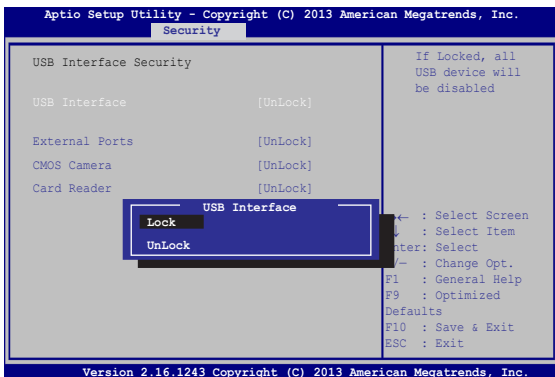 Aptio Setup Utility - Copyright (C) 2013 American Megatrends, Inc.
Security
USB Interface Security
USB Interface [UnLock]
External Ports [UnLock]
CMOS Camera [UnLock]
Card Reader [UnLock]
USB Interface
Lock
UnLock
If Locked, all
USB device will
be disabled
← : Select Screen
↓ : Select Item
nter: Select
/— : Change Opt.
F1 : General Help
F9 : Optimized
Defaults
F10 : Save & Exit
ESC : Exit
Version 2.16.1243 Copyright (C) 2013 American Megatrends, Inc.